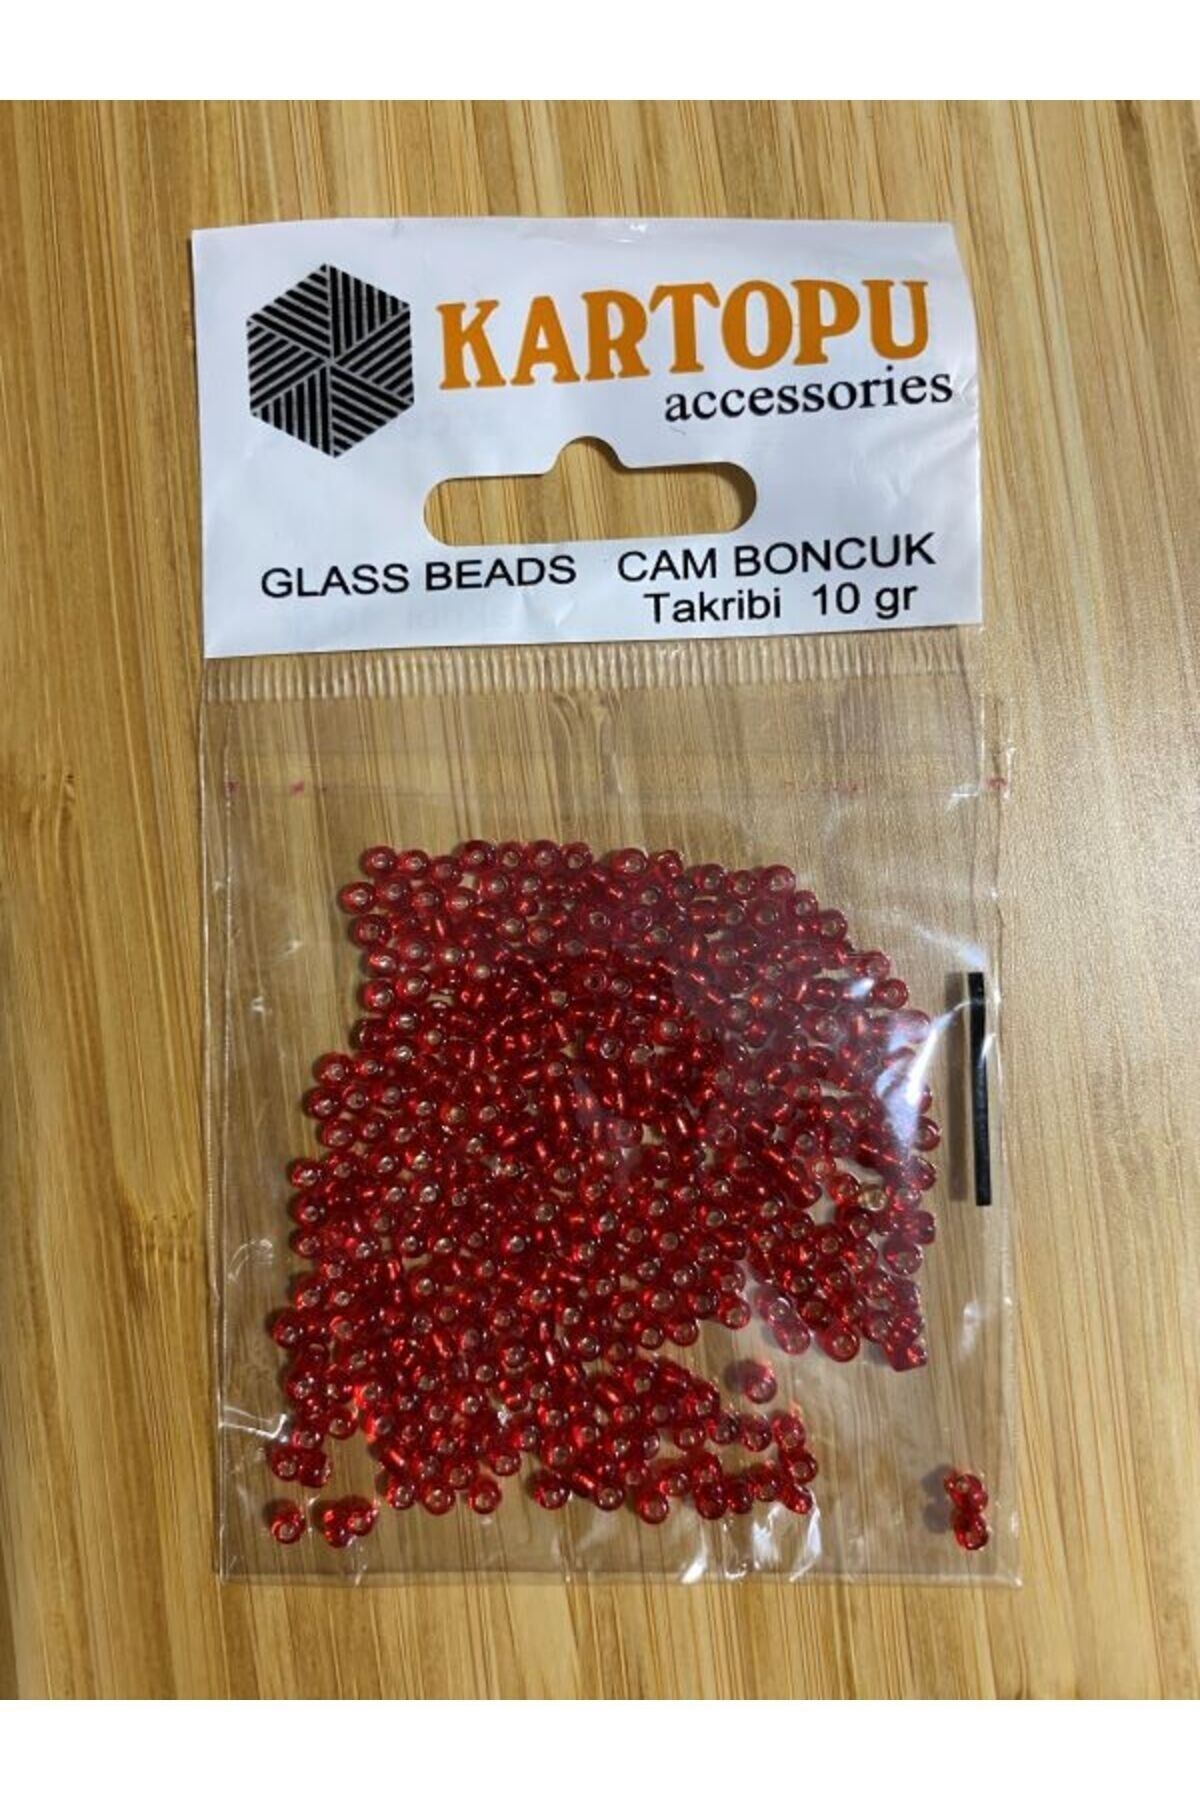 KARTOPU
accessories
GLASS BEADS CAM BONCUK
Takribi 10 gr